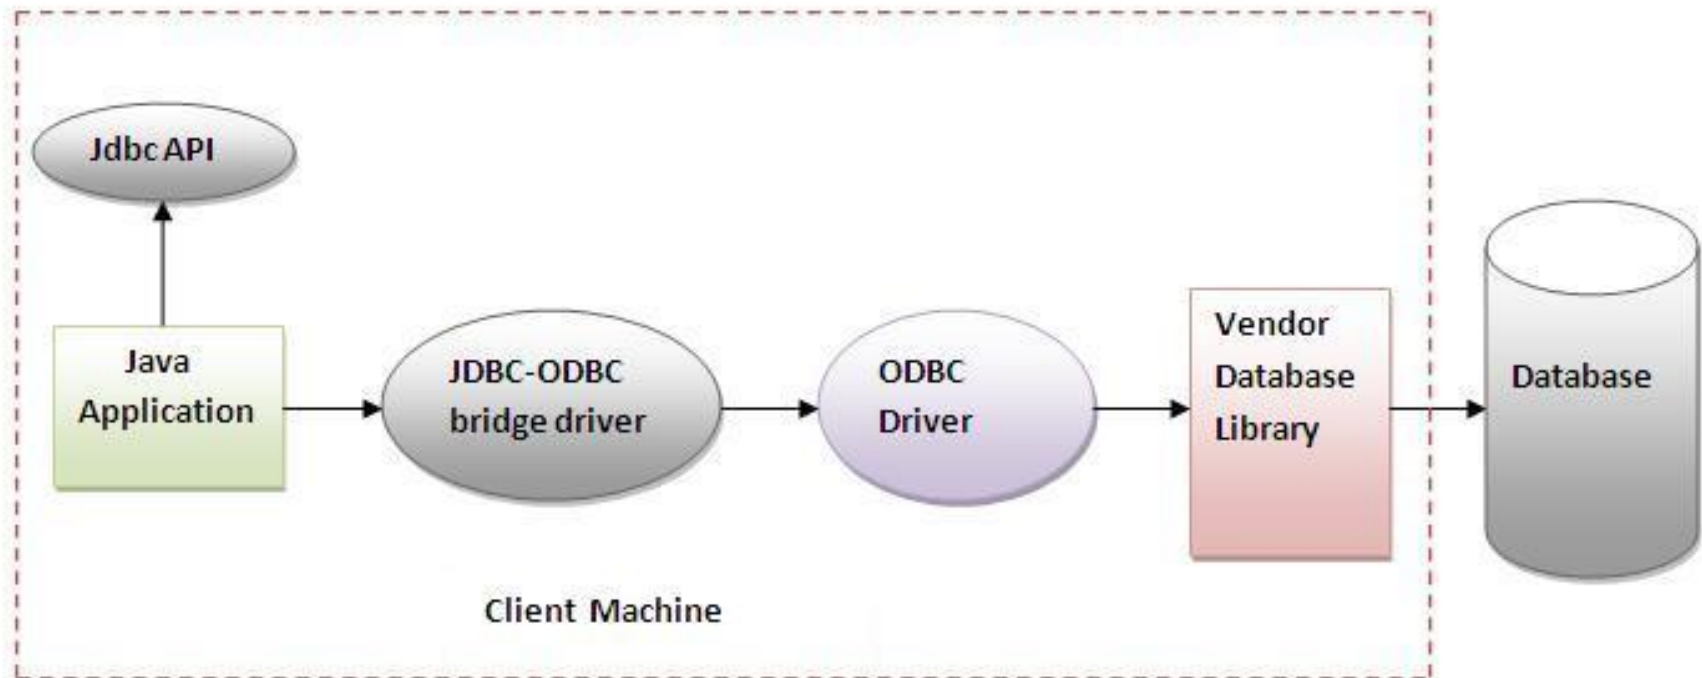 Jdbc API
Java
Application
JDBC-ODBC
bridge driver
ODBC
Driver
Vendor
Database
Library
Database
Client Machine